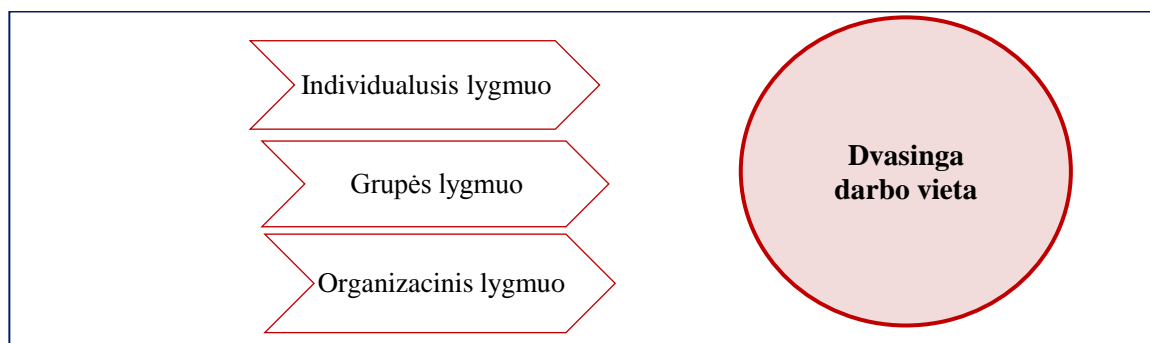 Individualusis lygmuo
Grupės lygmuo
Organizacinis lygmuo
Dvasinga
darbo vieta